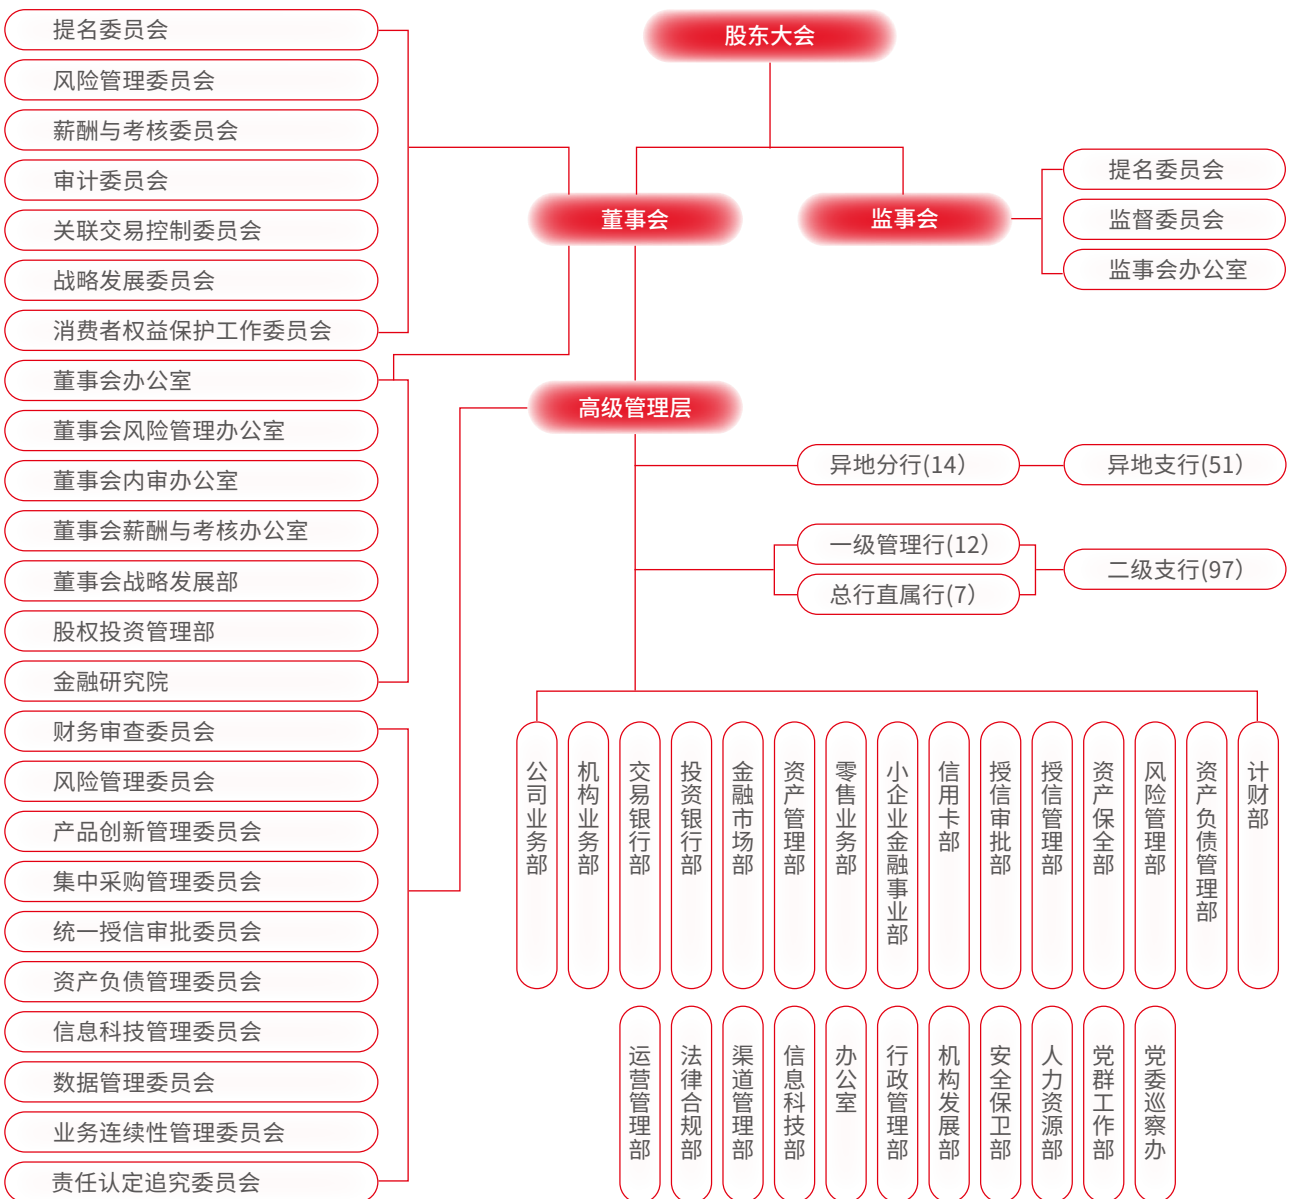 股东大会
董事会
监事会
提名委员会
监督委员会
监事会办公室
提名委员会
风险管理委员会
薪酬与考核委员会
审计委员会
关联交易控制委员会
战略发展委员会
消费者权益保护工作委员会
董事会办公室
董事会风险管理办公室
董事会内审办公室
董事会薪酬与考核办公室
董事会战略发展部
股权投资管理部
金融研究院
高级管理层
财务审查委员会
风险管理委员会
产品创新管理委员会
集中采购管理委员会
统一授信审批委员会
资产负债管理委员会
信息科技管理委员会
数据管理委员会
业务连续性管理委员会
责任认定追究委员会
异地分行(14）
异地支行(51）
一级管理行(12）
总行直属行(7）
二级支行(97）
公司业务部
机构业务部
交易银行部
投资银行部
金融市场部
资产管理部
零售业务部
小企业金融事业部
信用卡部
授信审批部
授信管理部
资产保全部
风险管理部
资产负债管理部
计财部
运营管理部
法律合规部
渠道管理部
信息科技部
办公室
行政管理部
机构发展部
安全保卫部
人力资源部
党群工作部
党委巡察办